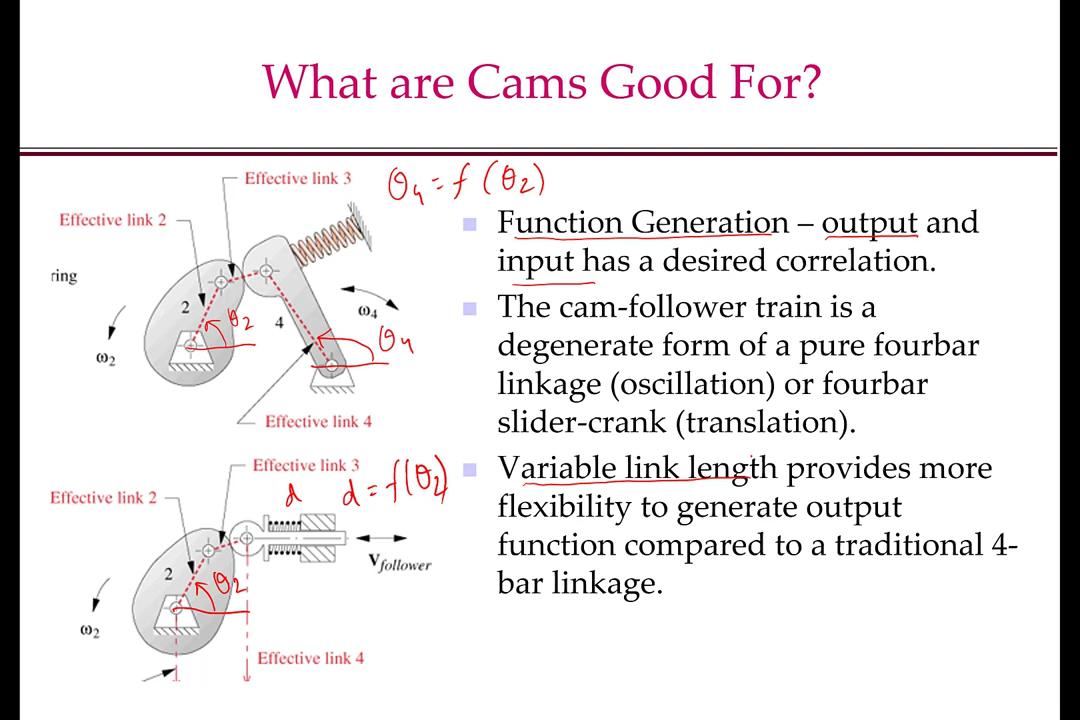 What are Cams Good For?
Effective link 3
θ₄ = f (θ₂)
Effective link 2
ring
2
θ₂
4
ω₄
θ₄
ω₂
Effective link 4
Function Generation – output and
input has a desired correlation.
The cam-follower train is a
degenerate form of a pure fourbar
linkage (oscillation) or fourbar
slider-crank (translation).
Variable link length provides more
flexibility to generate output
function compared to a traditional 4-
bar linkage.
Effective link 3
Effective link 2
d
d = f(θ₂)
2
θ₂
Vfollower
ω₂
Effective link 4